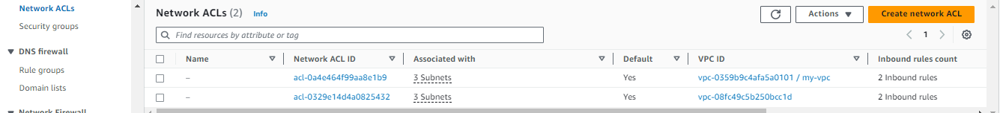 Network ACLs
Security groups
DNS firewall
Rule groups
Domain lists
Network Firewall
Network ACLs (2) Info
Actions
Create network ACL
Find resources by attribute or tag
1
Name Network ACL ID Associated with Default VPC ID Inbound rules count
– acl-0a4e464f99aa8e1b9 3 Subnets Yes vpc-0359b9c4afa5a0101 / my-vpc 2 Inbound rules
– acl-0329e14d4a0825432 3 Subnets Yes vpc-08fc49c5b250bcc1d 2 Inbound rules